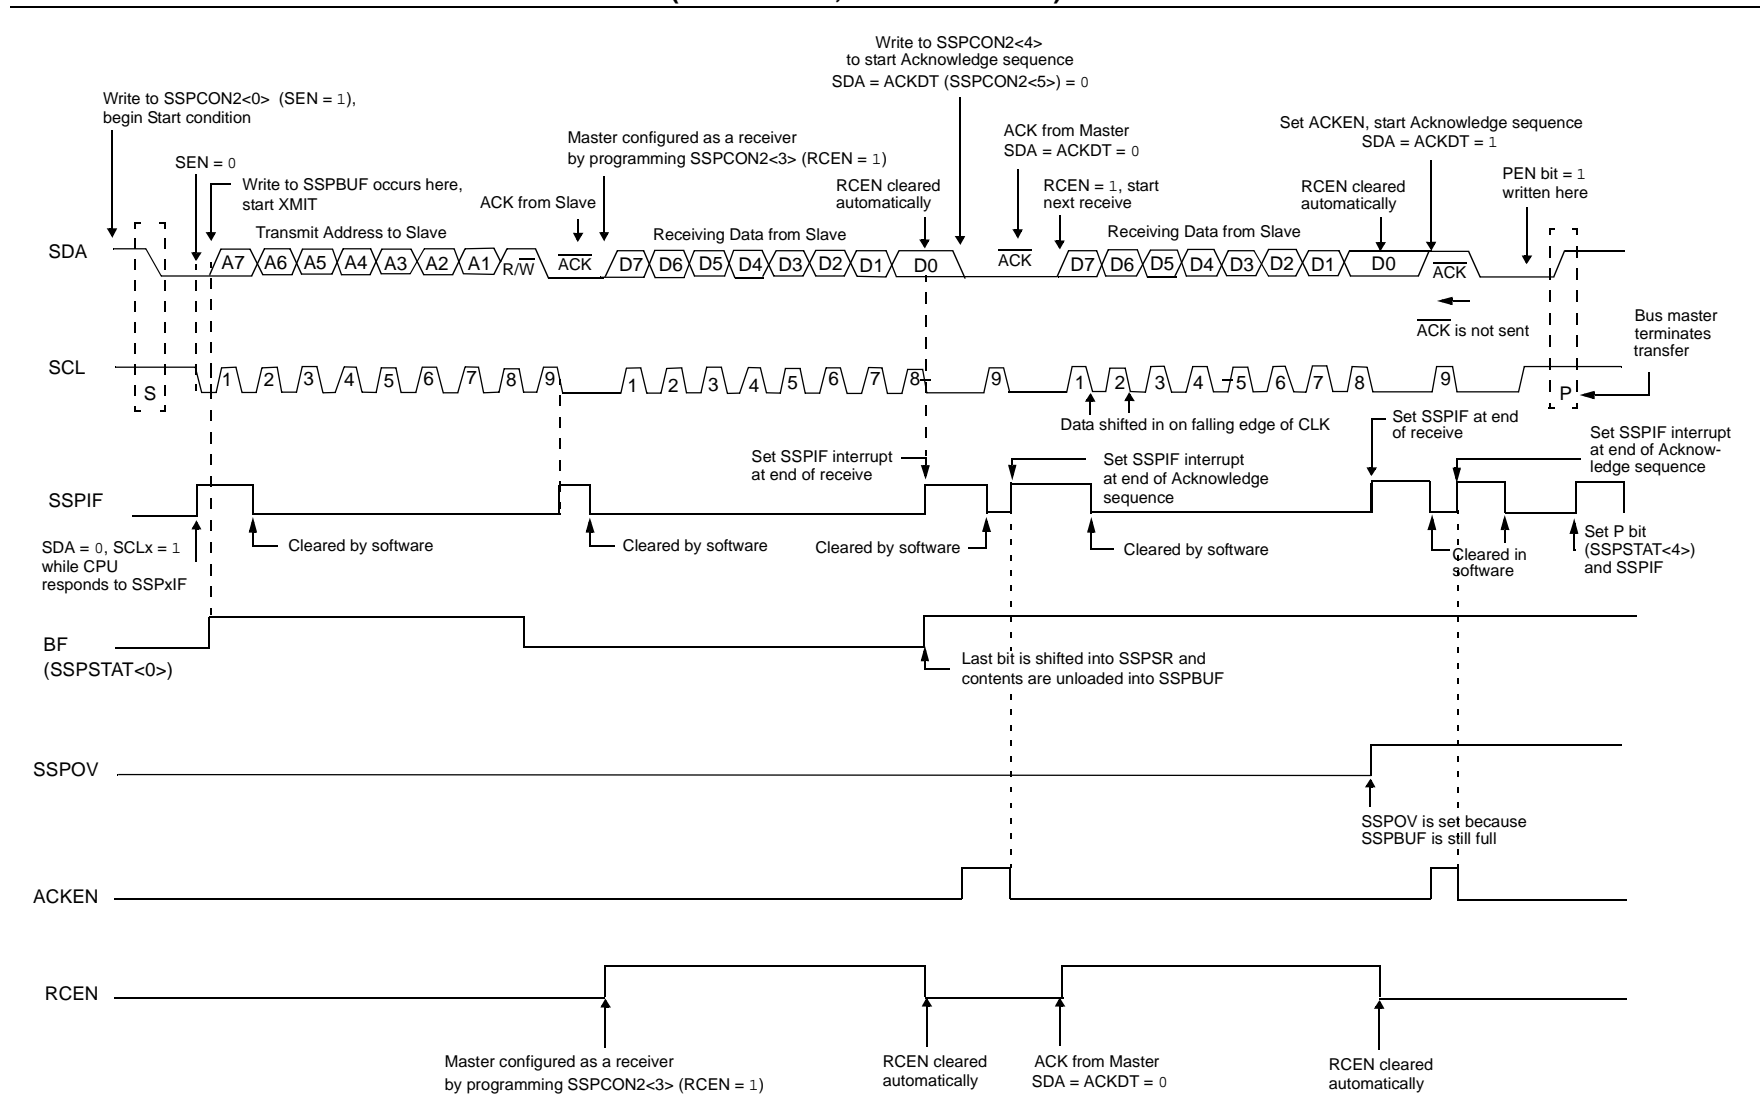 Write to SSPCON2<4>
to start Acknowledge sequence
SDA = ACKDT (SSPCON2<5>) = 0
Write to SSPCON2<0> (SEN = 1),
begin Start condition
Master configured as a receiver
by programming SSPCON2<3> (RCEN = 1)
ACK from Master
SDA = ACKDT = 0
Set ACKEN, start Acknowledge sequence
SDA = ACKDT = 1
SEN = 0
Write to SSPBUF occurs here,
start XMIT
ACK from Slave
RCEN cleared
automatically
RCEN = 1, start
next receive
RCEN cleared
automatically
PEN bit = 1
written here
Transmit Address to Slave
Receiving Data from Slave
Receiving Data from Slave
SDA
A7 A6 A5 A4 A3 A2 A1 R/W ACK D7 D6 D5 D4 D3 D2 D1 D0 ACK D7 D6 D5 D4 D3 D2 D1 D0 ACK
ACK is not sent
Bus master
terminates
transfer
SCL
S 1 2 3 4 5 6 7 8 9 1 2 3 4 5 6 7 8 9 1 2 3 4 5 6 7 8 9 P
Data shifted in on falling edge of CLK
Set SSPIF at end
of receive
Set SSPIF interrupt
at end of receive
Set SSPIF interrupt
at end of Acknowledge
sequence
Set SSPIF interrupt
at end of Acknow-
ledge sequence
SSPIF
SDA = 0, SCLx = 1
while CPU
responds to SSPxIF
Cleared by software
Cleared by software
Cleared by software
Cleared by software
Cleared in
software
Set P bit
(SSPSTAT<4>)
and SSPIF
BF
(SSPSTAT<0>)
Last bit is shifted into SSPSR and
contents are unloaded into SSPBUF
SSPOV
SSPOV is set because
SSPBUF is still full
ACKEN
RCEN
Master configured as a receiver
by programming SSPCON2<3> (RCEN = 1)
RCEN cleared
automatically
ACK from Master
SDA = ACKDT = 0
RCEN cleared
automatically